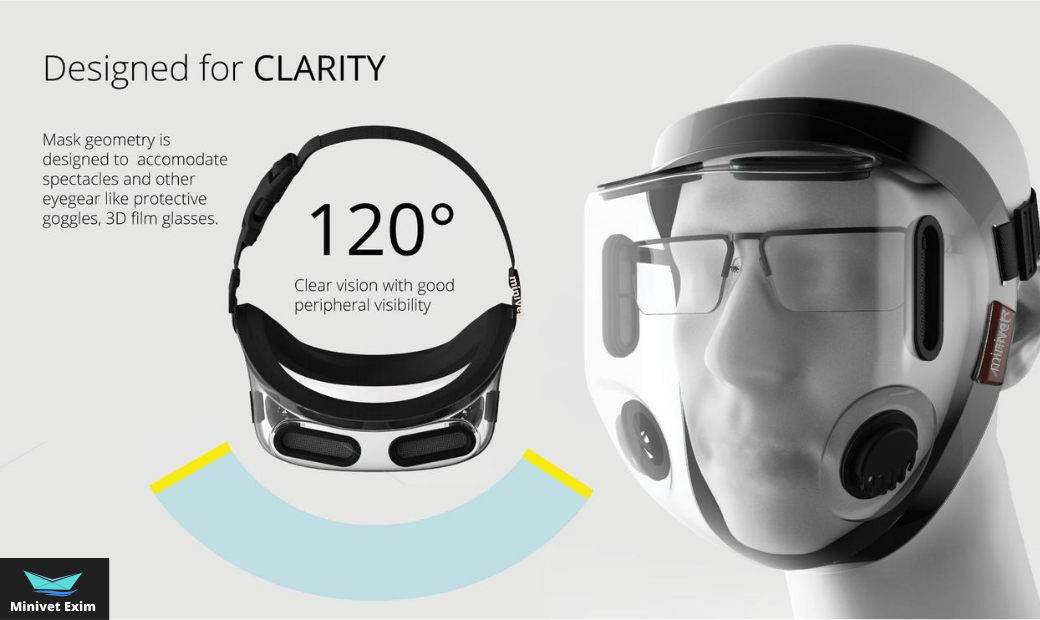 Designed for CLARITY
Mask geometry is
designed to accomodate
spectacles and other
eyegear like protective
goggles, 3D film glasses.
120°
Clear vision with good
peripheral visibility
Minivet Exim